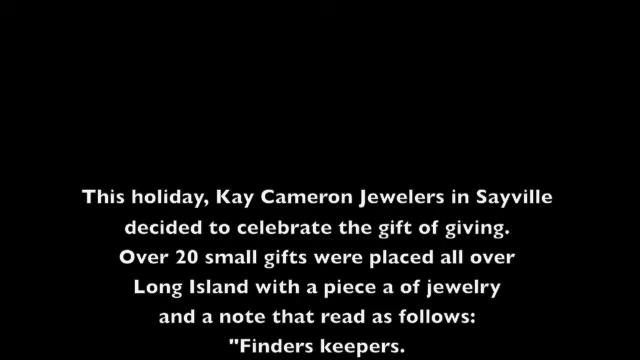 This holiday, Kay Cameron Jewelers in Sayville
decided to celebrate the gift of giving.
Over 20 small gifts were placed all over
Long Island with a piece a of jewelry
and a note that read as follows:
"Finders keepers.